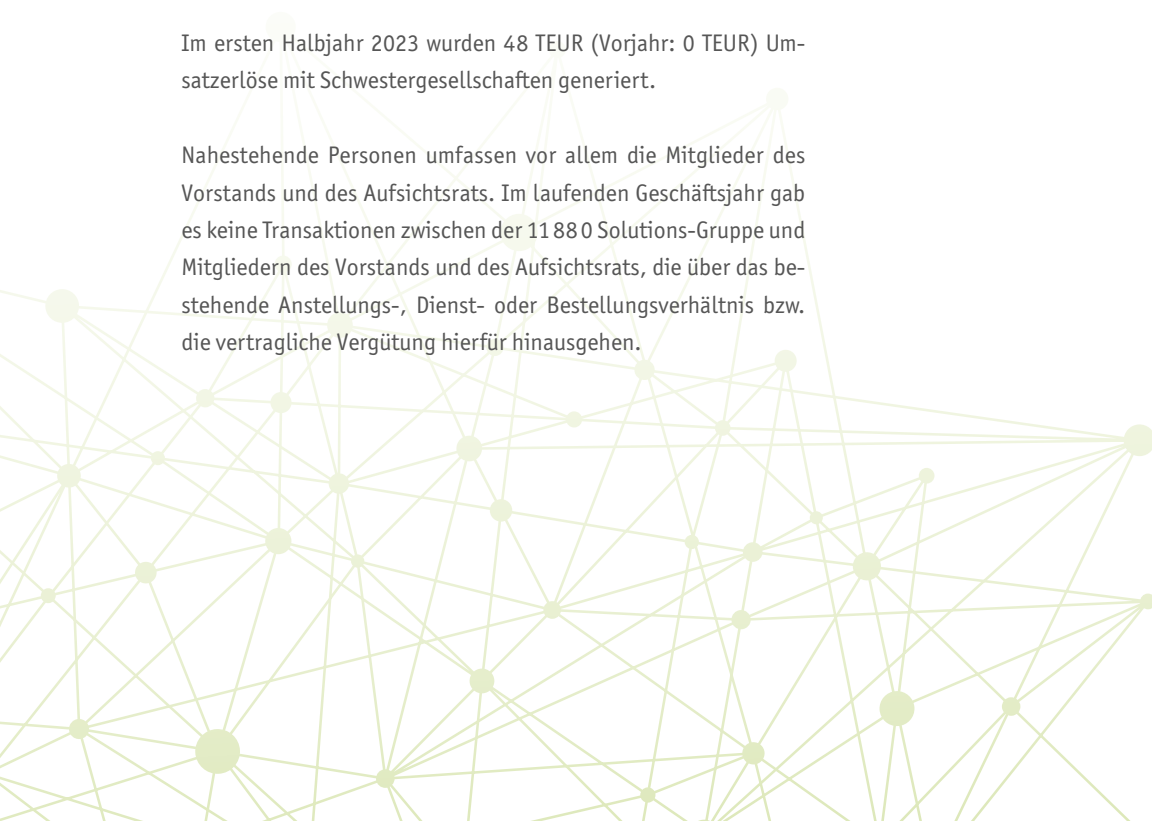 Im ersten Halbjahr 2023 wurden 48 TEUR (Vorjahr: 0 TEUR) Um-
satzerlöse mit Schwestergesellschaften generiert.
Nahestehende Personen umfassen vor allem die Mitglieder des
Vorstands und des Aufsichtsrats. Im laufenden Geschäftsjahr gab
es keine Transaktionen zwischen der 11 88 0 Solutions-Gruppe und
Mitgliedern des Vorstands und des Aufsichtsrats, die über das be-
stehende Anstellungs-, Dienst- oder Bestellungsverhältnis bzw.
die vertragliche Vergütung hierfür hinausgehen.